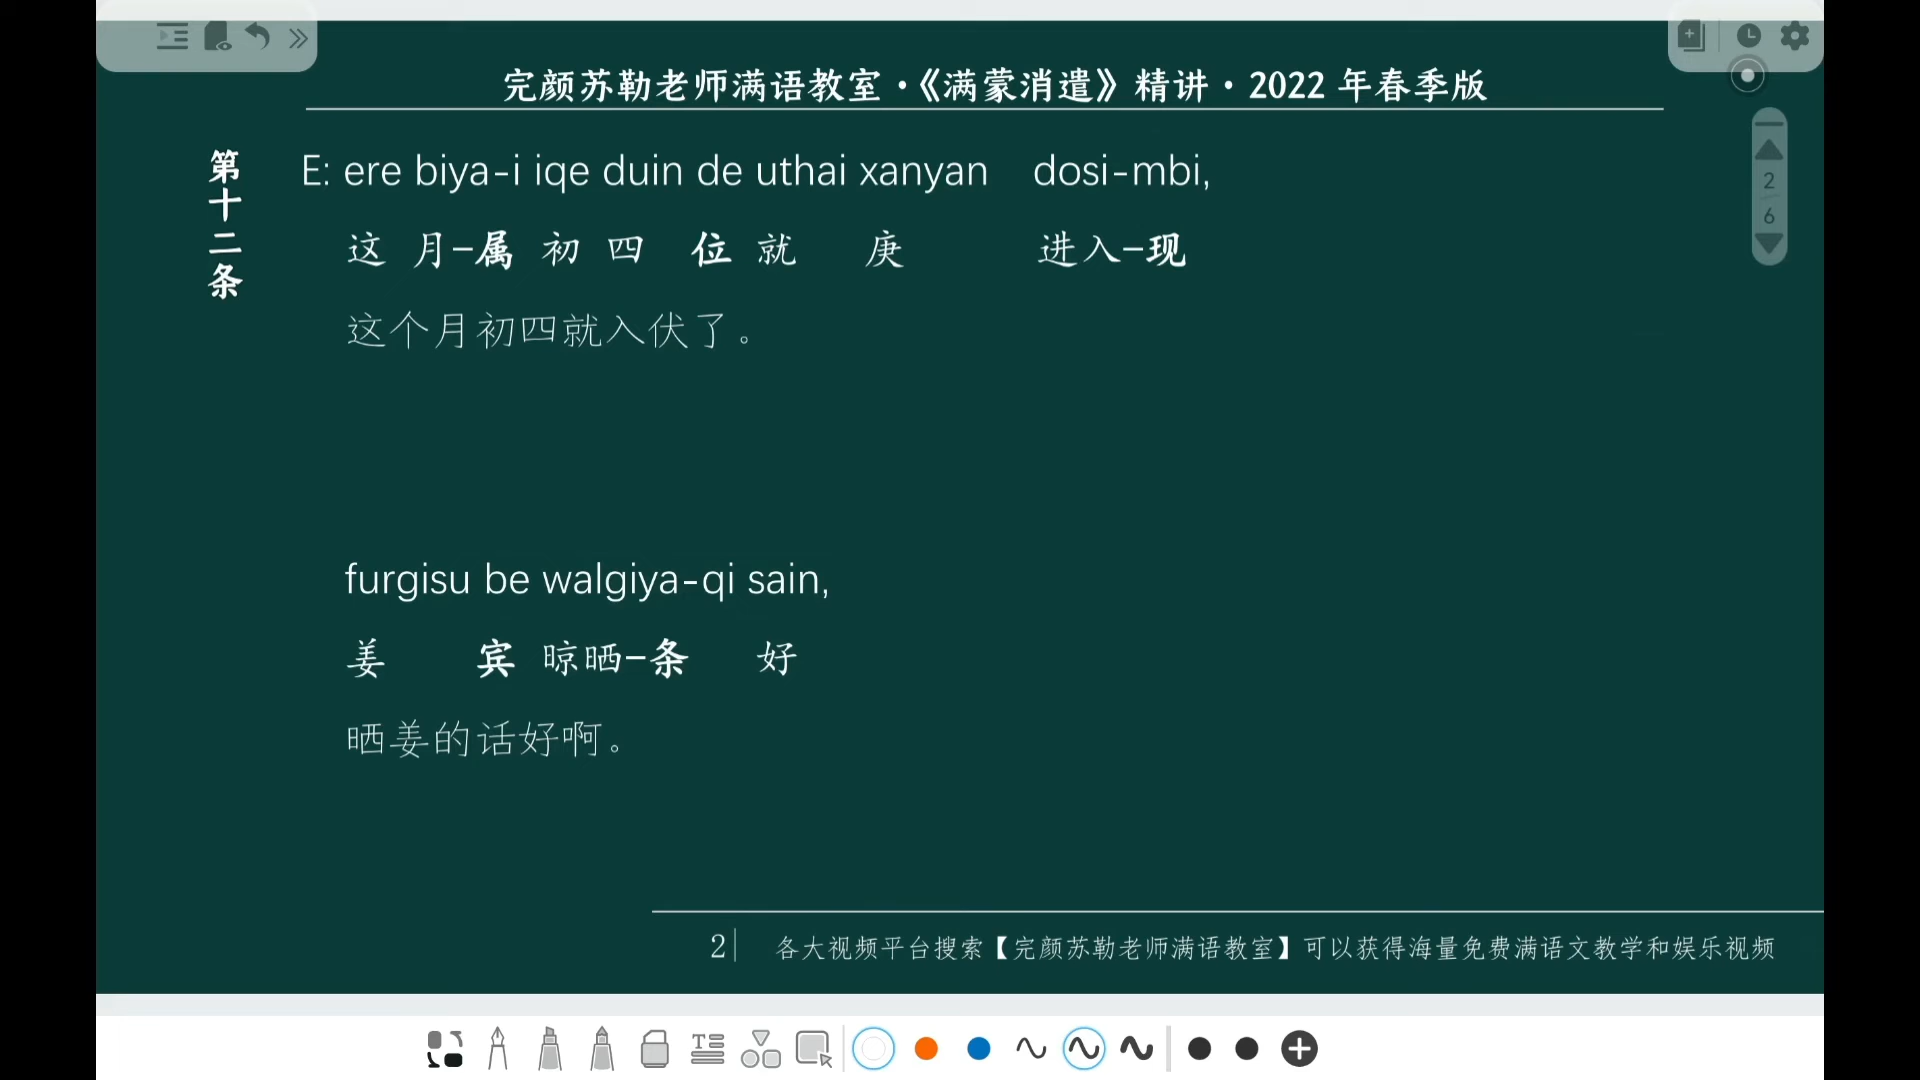 完颜苏勒老师满语教室·《满蒙消遣》精讲·2022 年春季版
第十二条
E: ere biya-i iqe duin de uthai xanyan dosi-mbi,
这 月-属 初 四 位 就 庚 进入-现
这个月初四就入伏了。
furgisu be walgiya-qi sain,
姜 宾 晾晒-条 好
晒姜的话好啊。
2
6
2| 各大视频平台搜索【完颜苏勒老师满语教室】可以获得海量免费满语文教学和娱乐视频